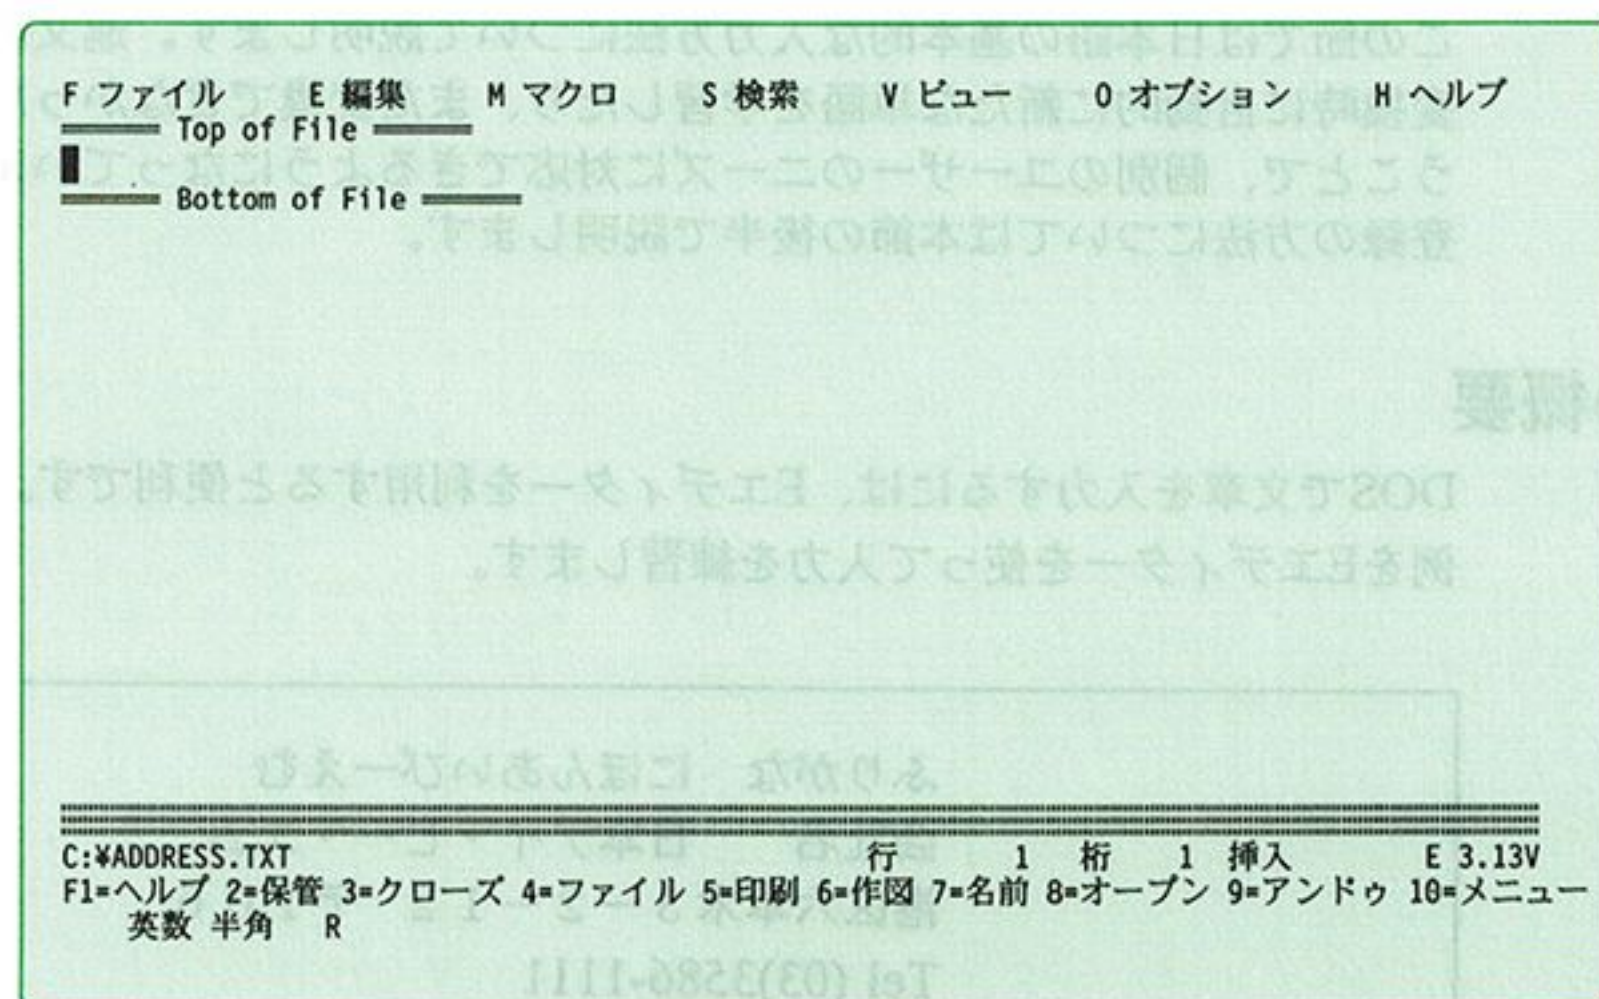 F ファイル E 編集 M マクロ S 検索 V ビュー O オプション H ヘルプ
Top of File
Bottom of File
C:¥ADDRESS.TXT 行 1 桁 1 挿入 E 3.13V
F1=ヘルプ 2=保管 3=クローズ 4=ファイル 5=印刷 6=作図 7=名前 8=オープン 9=アンドゥ 10=メニュー
英数 半角 R